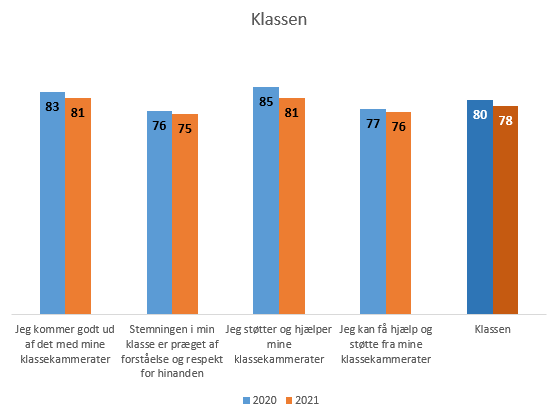 Klassen
83
81
76
75
85
81
77
76
80
78
Jeg kommer godt ud
af det med mine
klassekammerater
Stemningen i min
klasse er præget af
forståelse og respekt
for hinanden
Jeg støtter og hjælper
mine
klassekammerater
Jeg kan få hjælp og
støtte fra mine
klassekammerater
Klassen
2020
2021